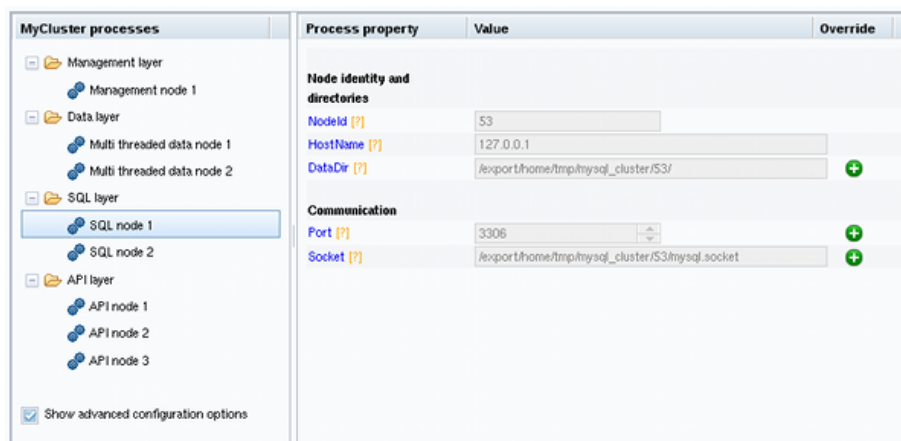 MyCluster processes
Management layer
Management node 1
Data layer
Multi threaded data node 1
Multi threaded data node 2
SQL layer
SQL node 1
SQL node 2
API layer
API node 1
API node 2
API node 3
Show advanced configuration options
Process property Value Override
Node identity and
directories
NodeId [?] 53
HostName [?] 127.0.0.1
DataDir [?] /export/home/tmp/mysql_cluster/53/
Communication
Port [?] 3306
Socket [?] /export/home/tmp/mysql_cluster/53/mysql.socket